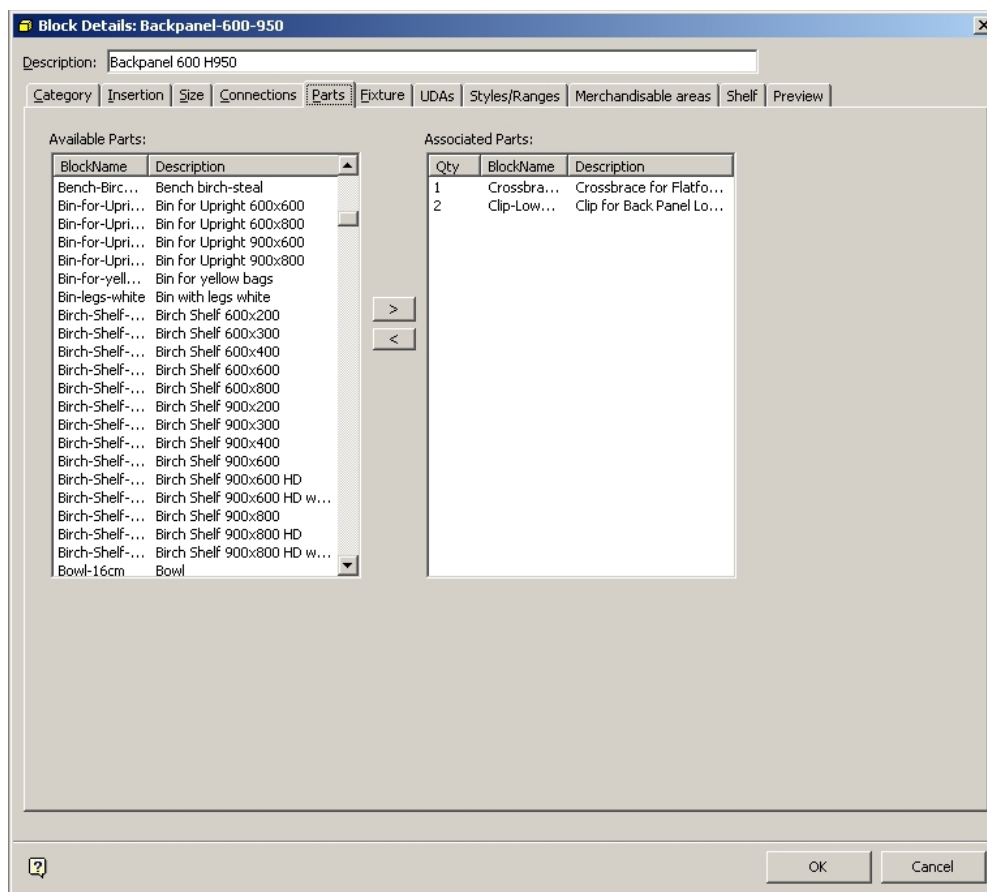 Block Details: Backpanel-600-950
Description: Backpanel 600 H950
Category Insertion Size Connections Parts Fixture UDAs Styles/Ranges Merchandisable areas Shelf Preview
Available Parts: Associated Parts:
BlockName Description Qty BlockName Description
Bench-Birc... Bench birch-steal 1 Crossbra... Crossbrace for Flatfo...
Bin-for-Upri... Bin for Upright 600x600 2 Clip-Low... Clip for Back Panel Lo...
Bin-for-Upri... Bin for Upright 600x800
Bin-for-Upri... Bin for Upright 900x600
Bin-for-Upri... Bin for Upright 900x800
Bin-for-yell... Bin for yellow bags
Bin-legs-white Bin with legs white
Birch-Shelf-... Birch Shelf 600x200
Birch-Shelf-... Birch Shelf 600x300
Birch-Shelf-... Birch Shelf 600x400
Birch-Shelf-... Birch Shelf 600x600
Birch-Shelf-... Birch Shelf 600x800
Birch-Shelf-... Birch Shelf 900x200
Birch-Shelf-... Birch Shelf 900x300
Birch-Shelf-... Birch Shelf 900x400
Birch-Shelf-... Birch Shelf 900x600
Birch-Shelf-... Birch Shelf 900x600 HD
Birch-Shelf-... Birch Shelf 900x600 HD w...
Birch-Shelf-... Birch Shelf 900x800
Birch-Shelf-... Birch Shelf 900x800 HD
Birch-Shelf-... Birch Shelf 900x800 HD w...
Bowl-16cm Bowl
>
<
? OK Cancel